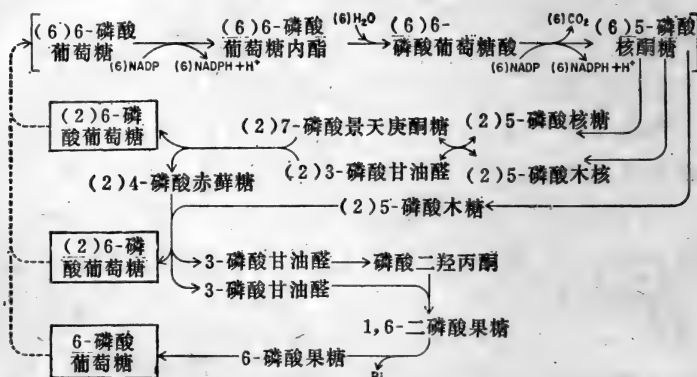 (6)6-磷酸
葡萄糖
(6)6-磷酸
葡萄糖内酯
(6)H₂O
(6)6-
磷酸葡萄糖酸
(6)CO₂
(6)5-磷酸
核酮糖
(6)NADP
(6)NADPH+H⁺
(6)NADP
(6)NADPH+H⁺
(2)6-磷
酸葡萄糖
(2)7-磷酸景天庚酮糖
(2)5-磷酸核糖
(2)3-磷酸甘油醛
(2)5-磷酸木核
(2)4-磷酸赤藓糖
(2)5-磷酸木糖
(2)6-磷
酸葡萄糖
3-磷酸甘油醛
磷酸二羟丙酮
3-磷酸甘油醛
1,6-二磷酸果糖
6-磷酸
葡萄糖
6-磷酸果糖
Pi